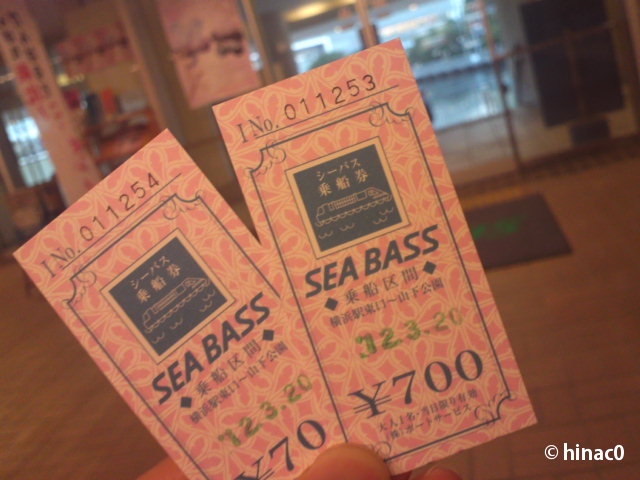 I No. 011254
シーバス
乗船券
SEA BASS
◆乗船区間◆
横浜駅東口〜山下公園
12.3.20
¥70
I No. 011253
シーバス
乗船券
SEA BASS
◆乗船区間◆
横浜駅東口〜山下公園
12.3.20
¥700
大人1名・当日限り有効
㈱ポートサービス
© hinac0